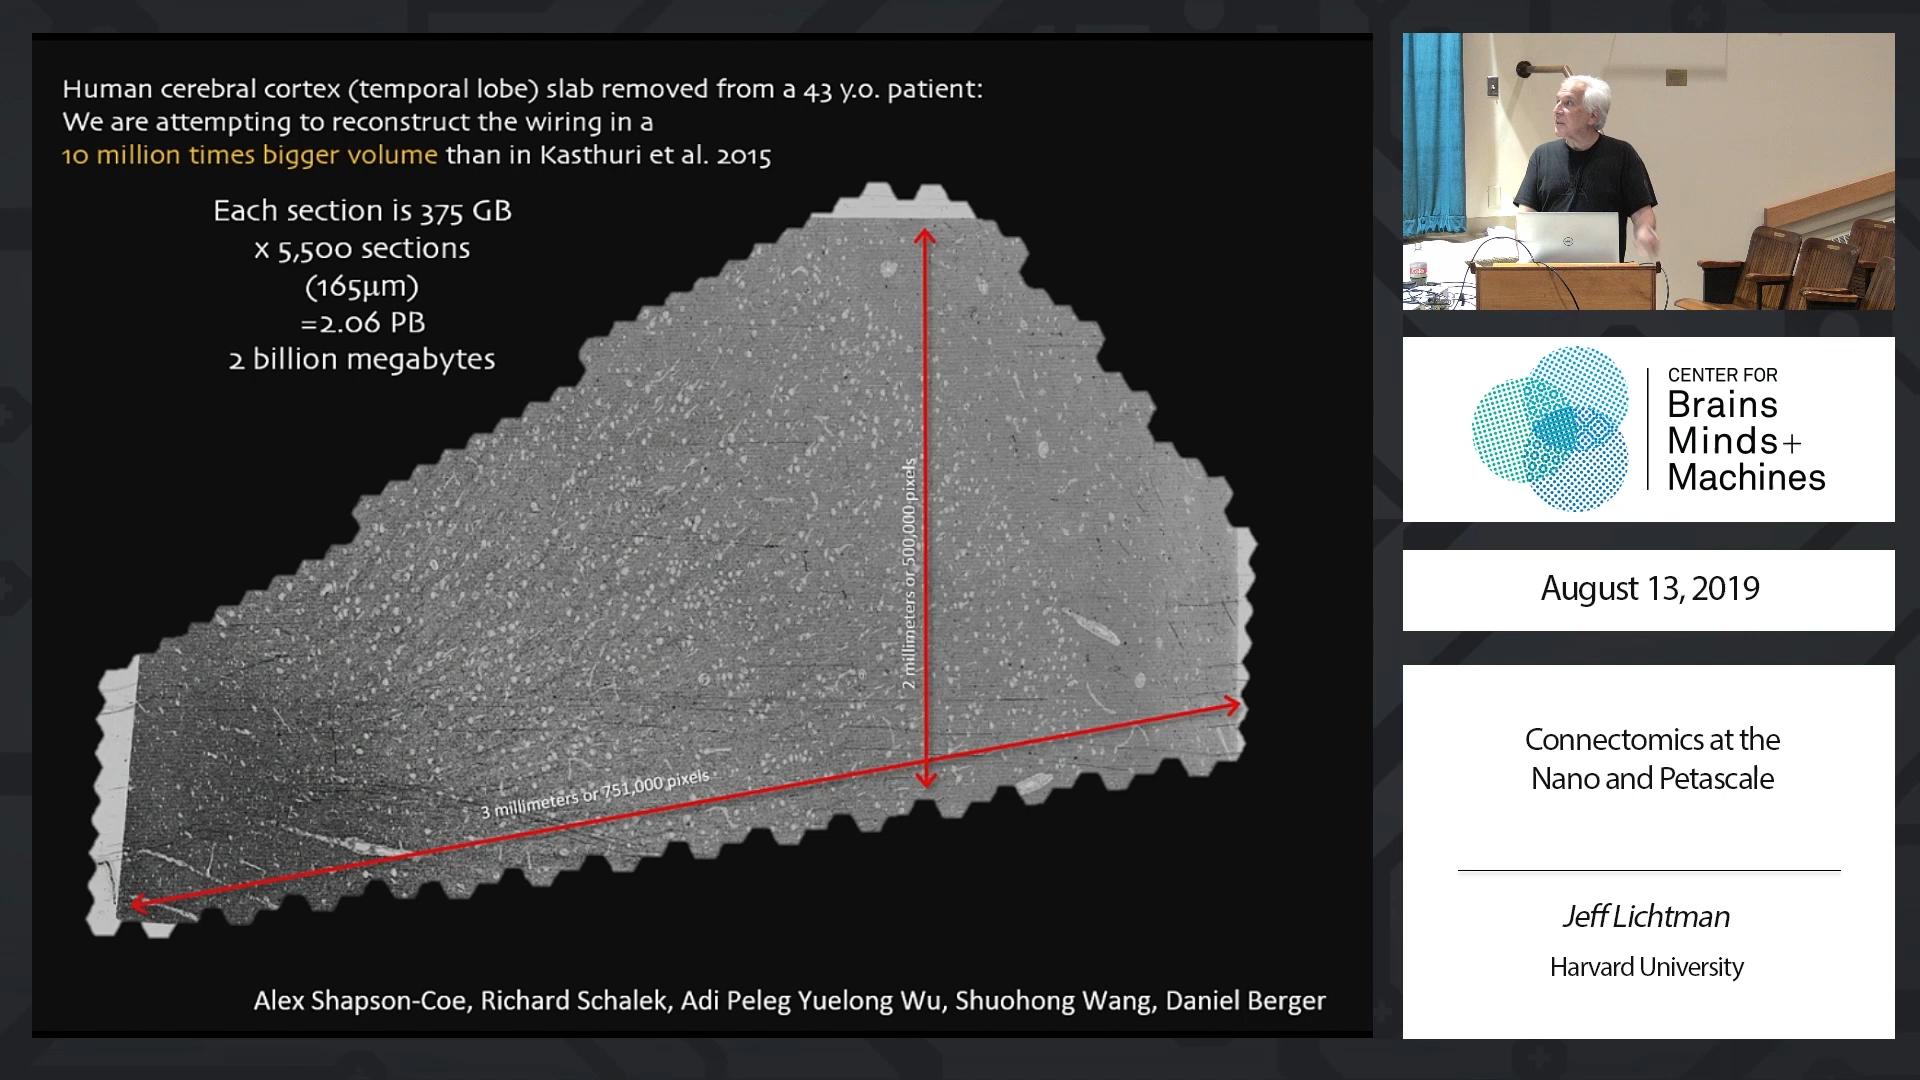 Human cerebral cortex (temporal lobe) slab removed from a 43 y.o. patient:
We are attempting to reconstruct the wiring in a
10 million times bigger volume than in Kasthuri et al. 2015
Each section is 375 GB
x 5,500 sections
(165µm)
=2.06 PB
2 billion megabytes
2 millimeters or 500,000 pixels
3 millimeters or 751,000 pixels
Alex Shapson-Coe, Richard Schalek, Adi Peleg Yuelong Wu, Shuohong Wang, Daniel Berger
CENTER FOR
Brains
Minds+
Machines
August 13, 2019
Connectomics at the
Nano and Petascale
Jeff Lichtman
Harvard University